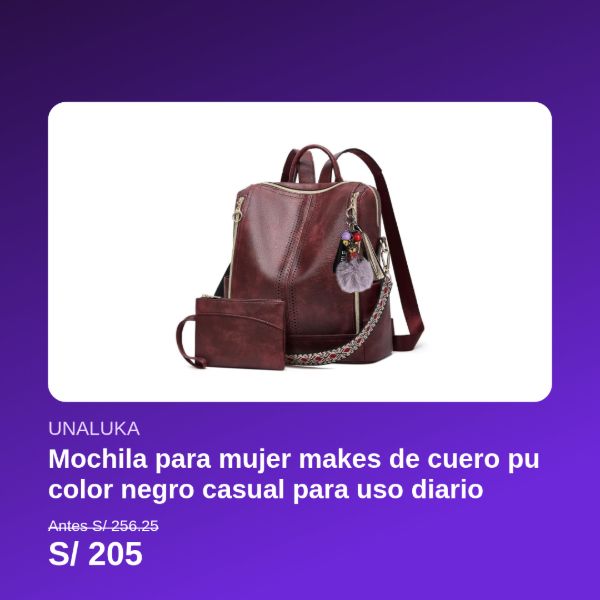 UNALUKA
Mochila para mujer makes de cuero pu
color negro casual para uso diario
Antes S/ 256.25
S/ 205